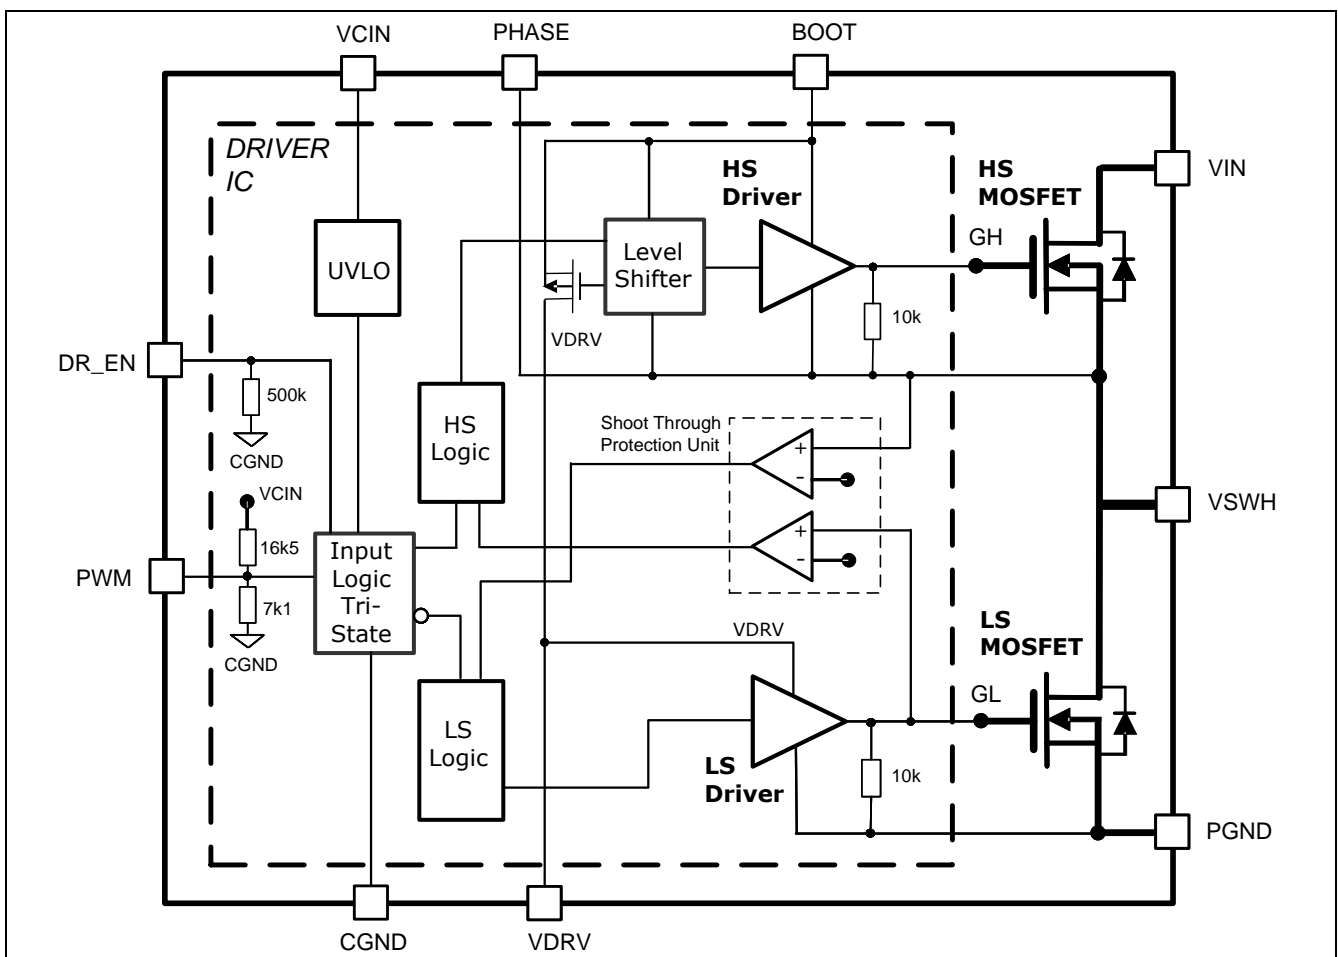 VCIN
PHASE
BOOT
DRIVER
IC
HS
Driver
HS
MOSFET
VIN
GH
UVLO
Level
Shifter
VDRV
10k
DR_EN
500k
CGND
HS
Logic
Shoot Through
Protection Unit
+
-
VCIN
16k5
PWM
7k1
CGND
Input
Logic
Tri-
State
+
-
VSWH
VDRV
LS
MOSFET
GL
LS
Logic
LS
Driver
10k
PGND
CGND
VDRV